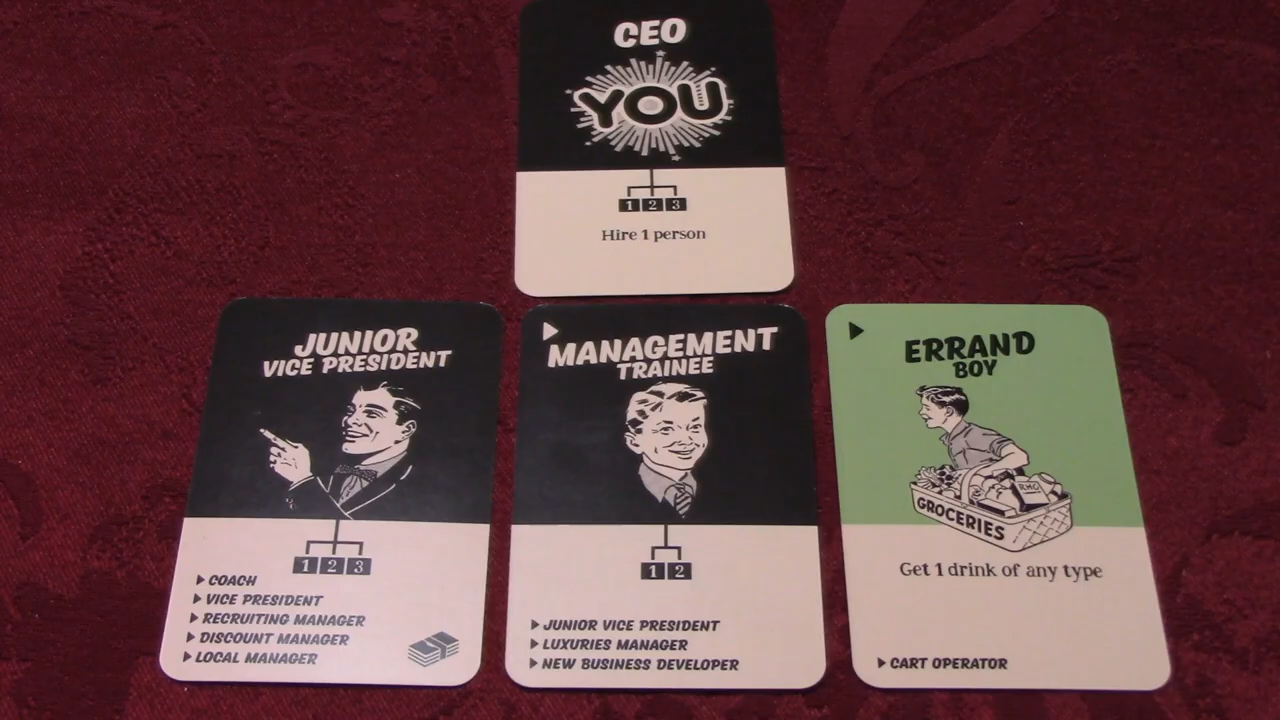 CEO
YOU
1 2 3
Hire 1 person
JUNIOR
VICE PRESIDENT
1 2 3
COACH
VICE PRESIDENT
RECRUITING MANAGER
DISCOUNT MANAGER
LOCAL MANAGER
MANAGEMENT
TRAINEE
1 2
JUNIOR VICE PRESIDENT
LUXURIES MANAGER
NEW BUSINESS DEVELOPER
ERRAND
BOY
GROCERIES
Get 1 drink of any type
CART OPERATOR